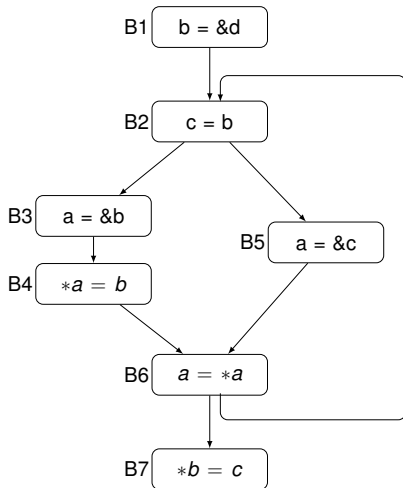 B1 b = &d
B2 c = b
B3 a = &b
B5 a = &c
B4 ∗a = b
B6 a = ∗a
B7 ∗b = c